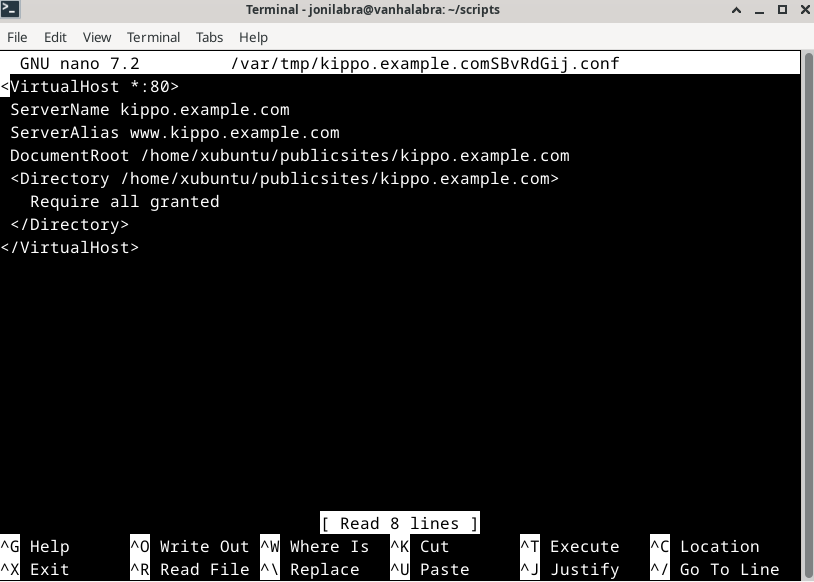 Terminal - jonilabra@vanhalabra: ~/scripts
File Edit View Terminal Tabs Help
GNU nano 7.2 /var/tmp/kippo.example.comSBvRdGij.conf
<VirtualHost *:80>
 ServerName kippo.example.com
 ServerAlias www.kippo.example.com
 DocumentRoot /home/xubuntu/publicsites/kippo.example.com
 <Directory /home/xubuntu/publicsites/kippo.example.com>
   Require all granted
 </Directory>
</VirtualHost>
[ Read 8 lines ]
^G Help ^O Write Out ^W Where Is ^K Cut ^T Execute ^C Location
^X Exit ^R Read File ^\ Replace ^U Paste ^J Justify ^/ Go To Line